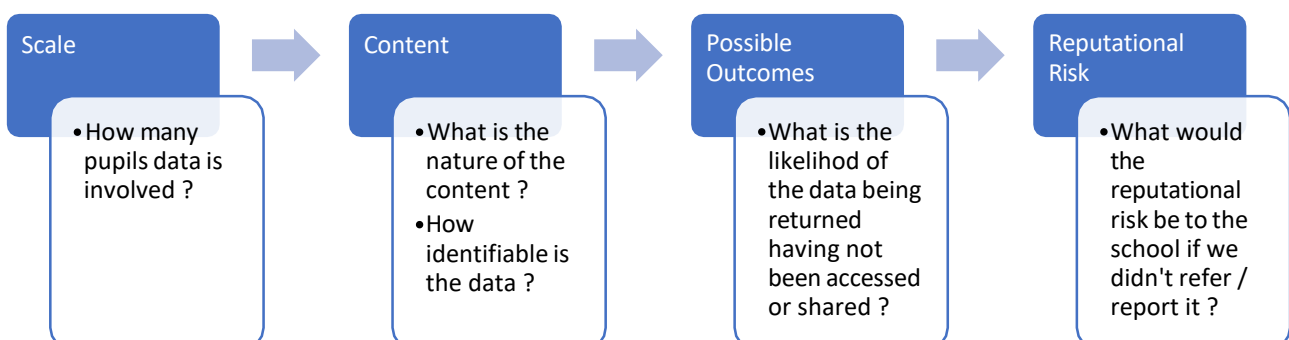 Scale
•How many
pupils data is
involved ?
Content
•What is the
nature of the
content ?
•How
identifiable is
the data ?
Possible
Outcomes
•What is the
likelihod of
the data being
returned
having not
been accessed
or shared ?
Reputational
Risk
•What would
the
reputational
risk be to the
school if we
didn't refer /
report it ?